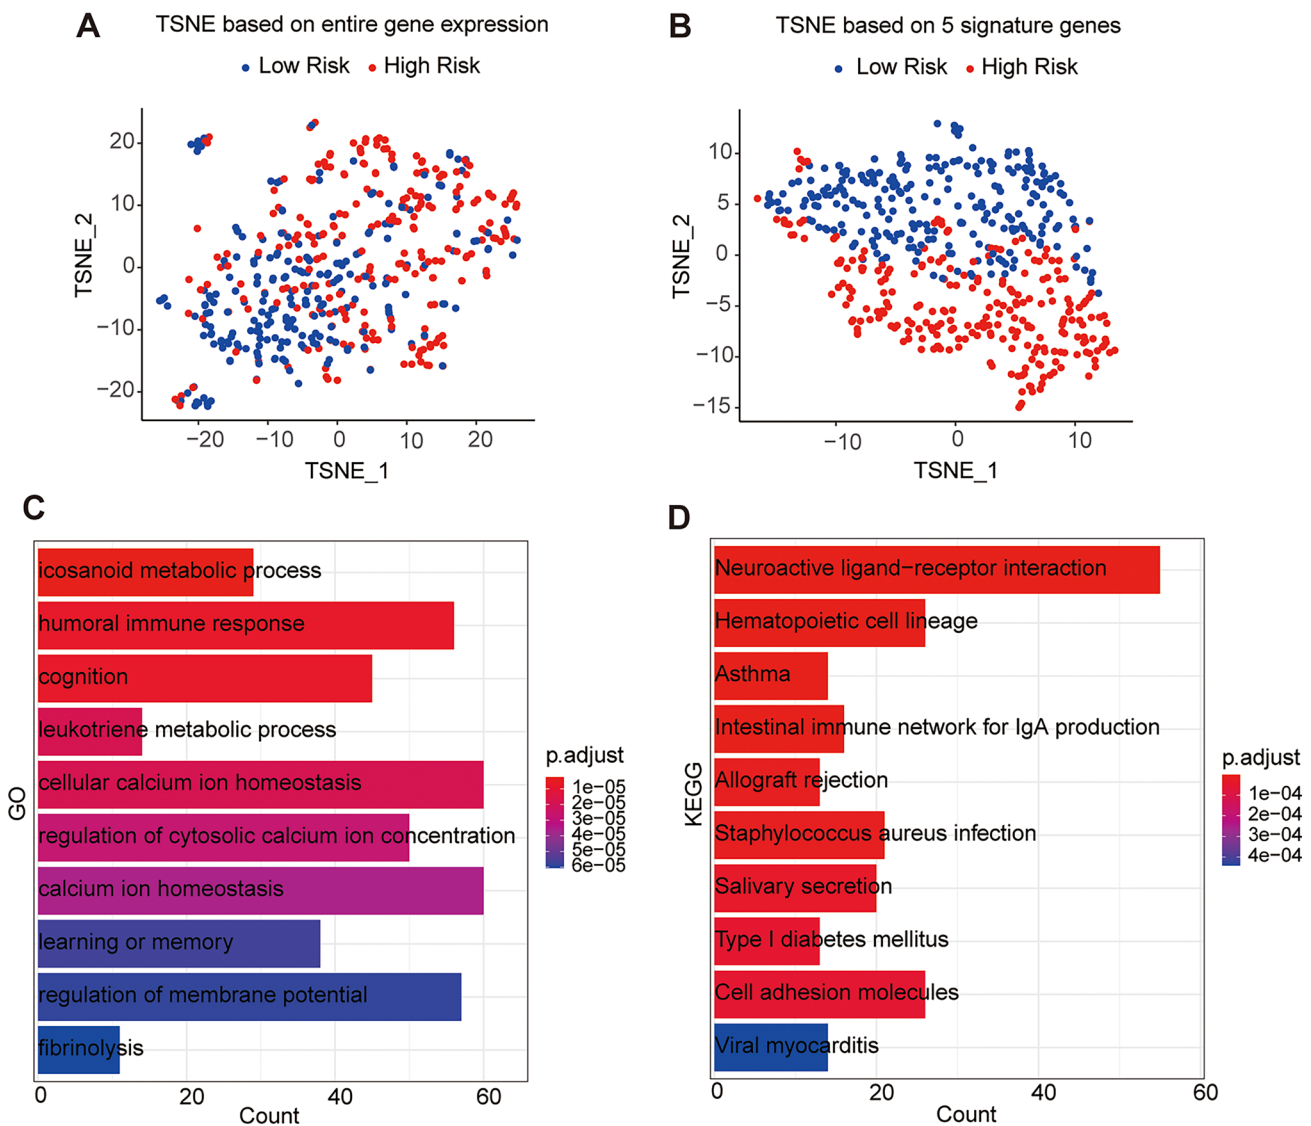 A
TSNE based on entire gene expression
Low Risk High Risk
TSNE_2
20
10
0
−10
−20
−20 −10 0 10 20
TSNE_1
B
TSNE based on 5 signature genes
Low Risk High Risk
TSNE_2
10
5
0
−5
−10
−15
−10 0 10
TSNE_1
C
GO
icosanoid metabolic process
humoral immune response
cognition
leukotriene metabolic process
cellular calcium ion homeostasis
regulation of cytosolic calcium ion concentration
calcium ion homeostasis
learning or memory
regulation of membrane potential
fibrinolysis
0 20 40 60
Count
p.adjust
1e−05
2e−05
3e−05
4e−05
5e−05
6e−05
D
KEGG
Neuroactive ligand−receptor interaction
Hematopoietic cell lineage
Asthma
Intestinal immune network for IgA production
Allograft rejection
Staphylococcus aureus infection
Salivary secretion
Type I diabetes mellitus
Cell adhesion molecules
Viral myocarditis
0 20 40 60
Count
p.adjust
1e−04
2e−04
3e−04
4e−04